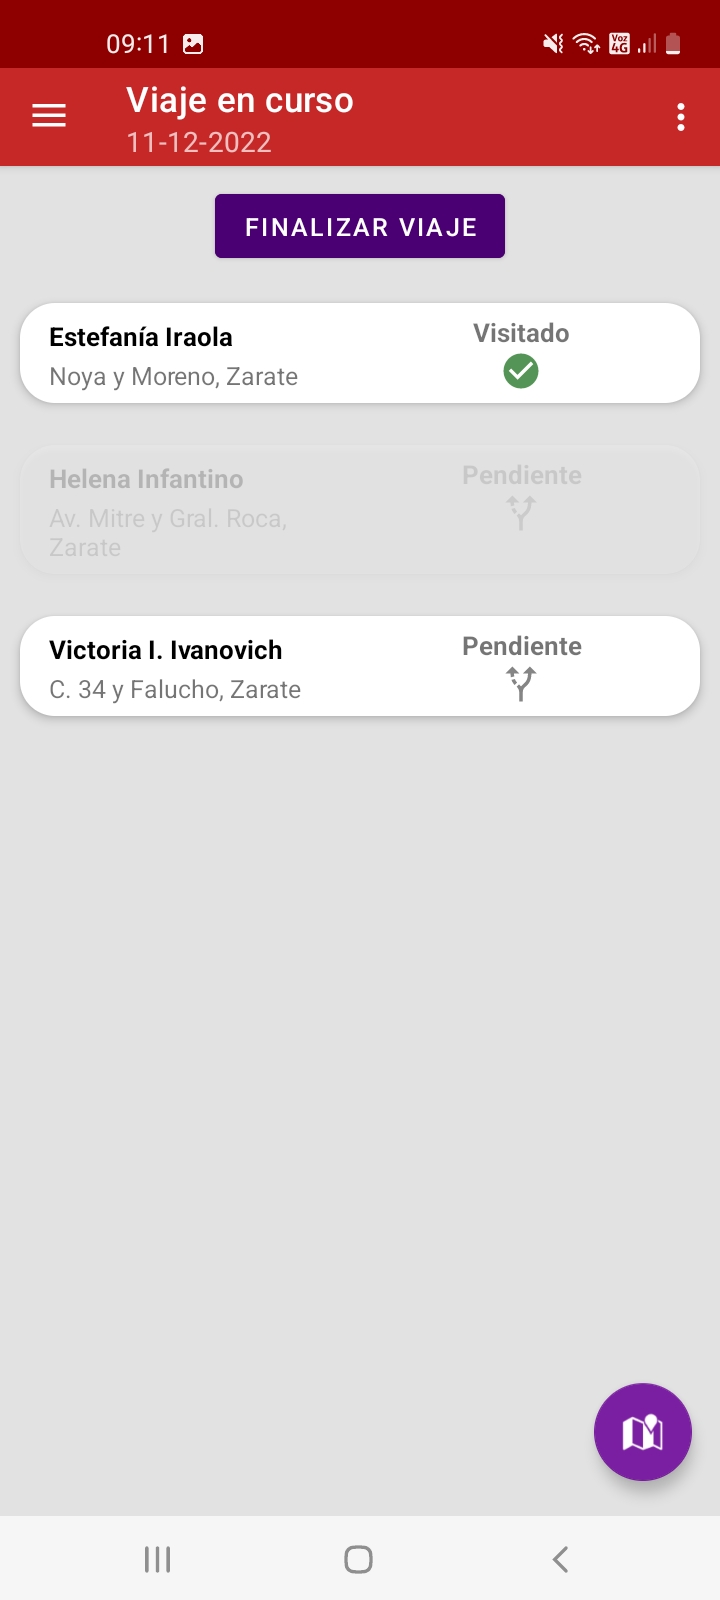 09:11
Voz 4G
Viaje en curso
11-12-2022
FINALIZAR VIAJE
Estefanía Iraola
Visitado
Noya y Moreno, Zarate
Helena Infantino
Pendiente
Av. Mitre y Gral. Roca,
Zarate
Victoria I. Ivanovich
Pendiente
C. 34 y Falucho, Zarate